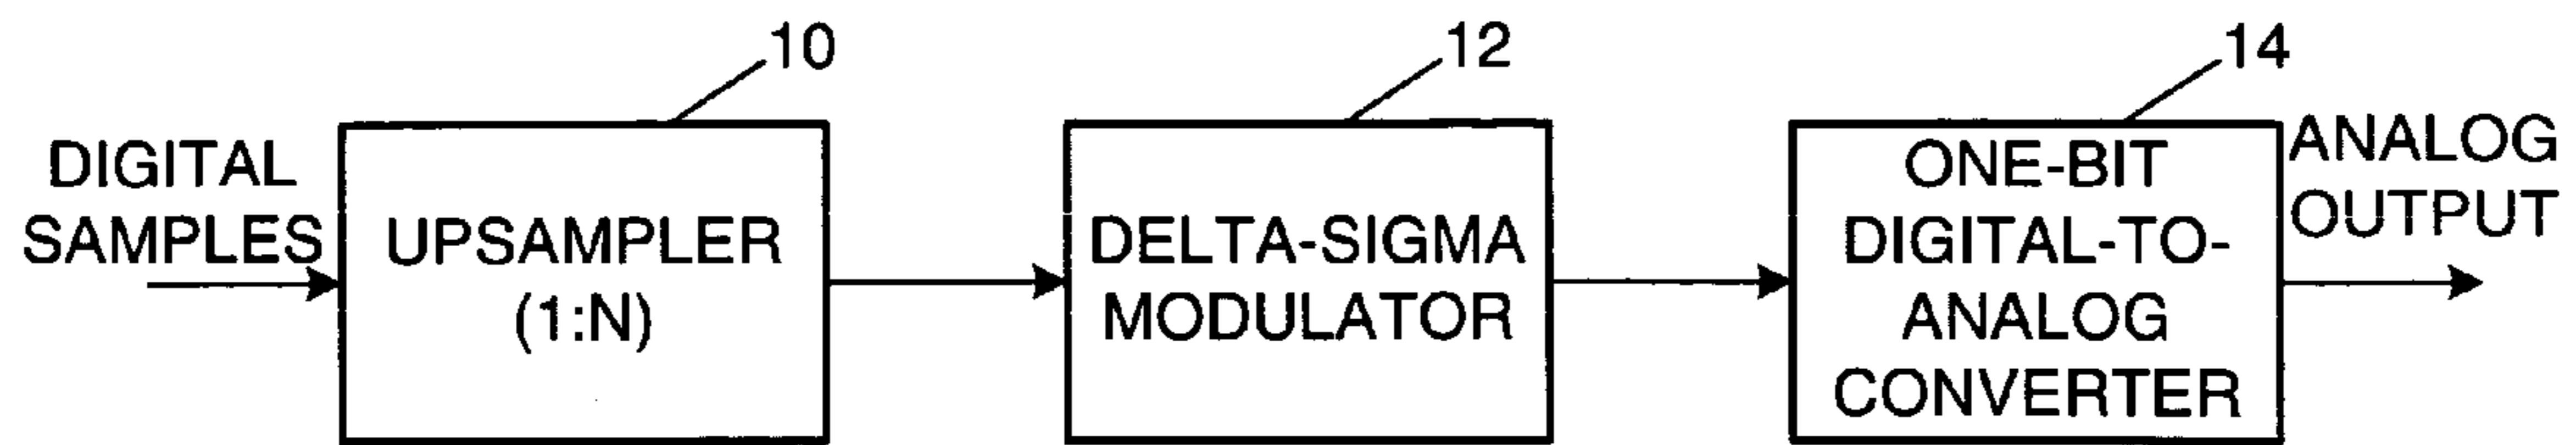 10
12
14
DIGITAL
SAMPLES
UPSAMPLER
(1:N)
DELTA-SIGMA
MODULATOR
ONE-BIT
DIGITAL-TO-
ANALOG
CONVERTER
ANALOG
OUTPUT